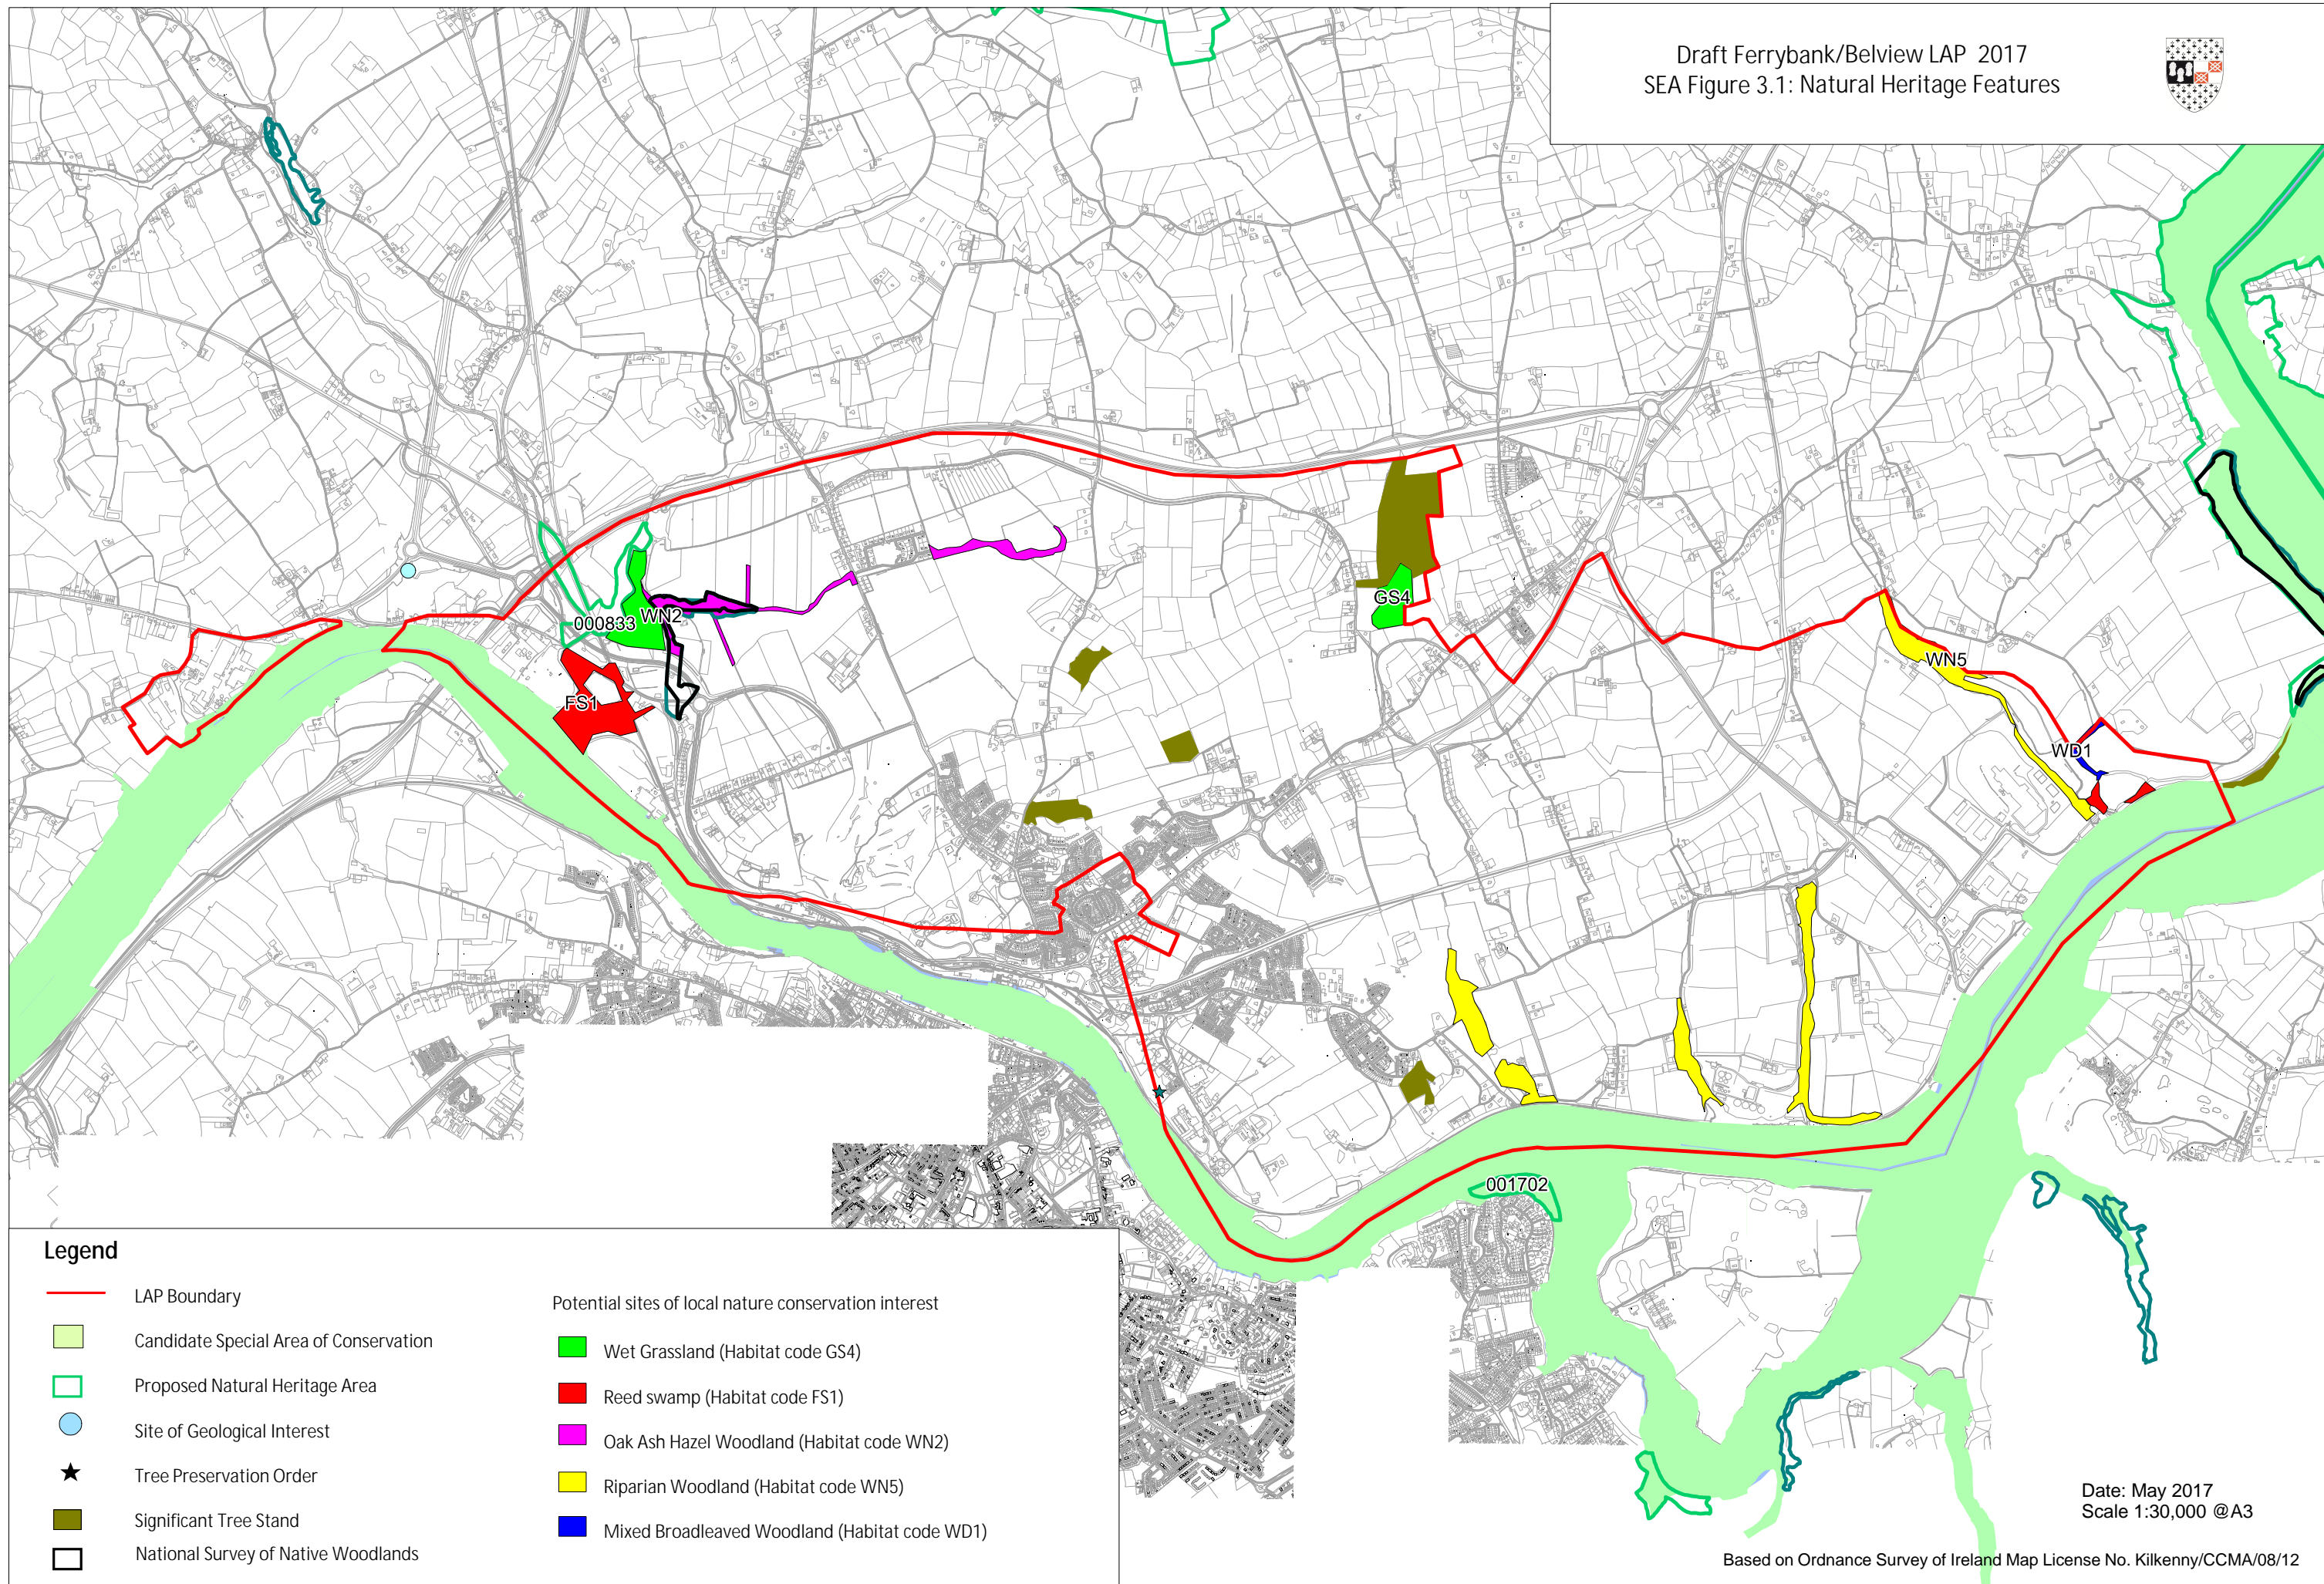 Draft Ferrybank/Belview LAP 2017
SEA Figure 3.1: Natural Heritage Features
GS4
000833
WN2
WN5
FS1
WD1
001702
Legend
LAP Boundary
Candidate Special Area of Conservation
Proposed Natural Heritage Area
Site of Geological Interest
Tree Preservation Order
Significant Tree Stand
National Survey of Native Woodlands
Potential sites of local nature conservation interest
Wet Grassland (Habitat code GS4)
Reed swamp (Habitat code FS1)
Oak Ash Hazel Woodland (Habitat code WN2)
Riparian Woodland (Habitat code WN5)
Mixed Broadleaved Woodland (Habitat code WD1)
Date: May 2017
Scale 1:30,000 @A3
Based on Ordnance Survey of Ireland Map License No. Kilkenny/CCMA/08/12